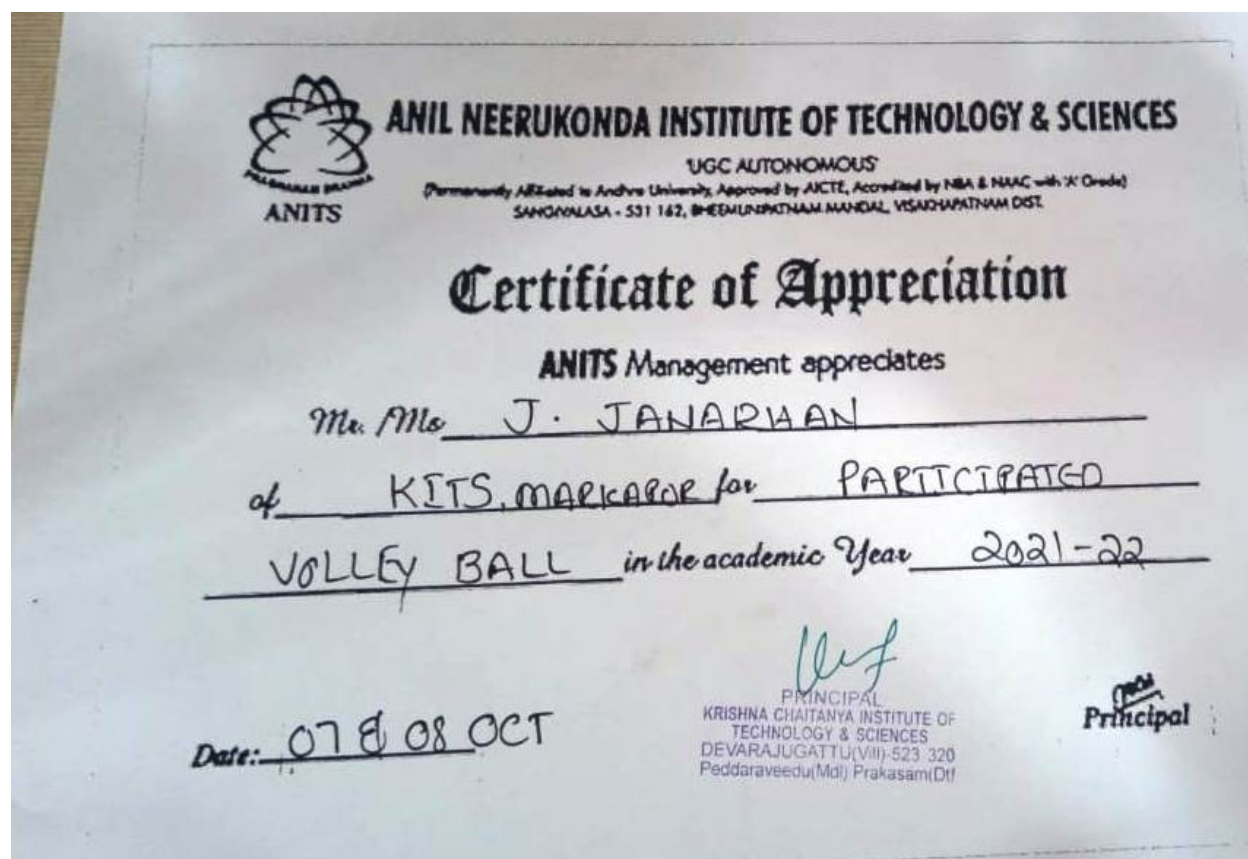 ANIL NEERUKONDA INSTITUTE OF TECHNOLOGY & SCIENCES
'UGC AUTONOMOUS'
(Permanently Affiliated to Andhra University, Approved by AICTE, Accredited by NBA & NAAC with 'A' Grade)
SANGIVALASA - 531 162, BHEEMUNIPATNAM MANDAL, VISAKHAPATNAM DIST.
ANITS
Certificate of Appreciation
ANITS Management appreciates
Mr. /Ms J. JANARHAN
of KITS, MARKAPOR for PARTICIPATED
VOLLEY BALL in the academic Year 2021-22
Date: 07 & 08 OCT
PRINCIPAL
KRISHNA CHAITANYA INSTITUTE OF
TECHNOLOGY & SCIENCES
DEVARAJUGATTU(Vill)-523 320
Peddaraveedu(Mdl) Prakasam(Dt)
Principal